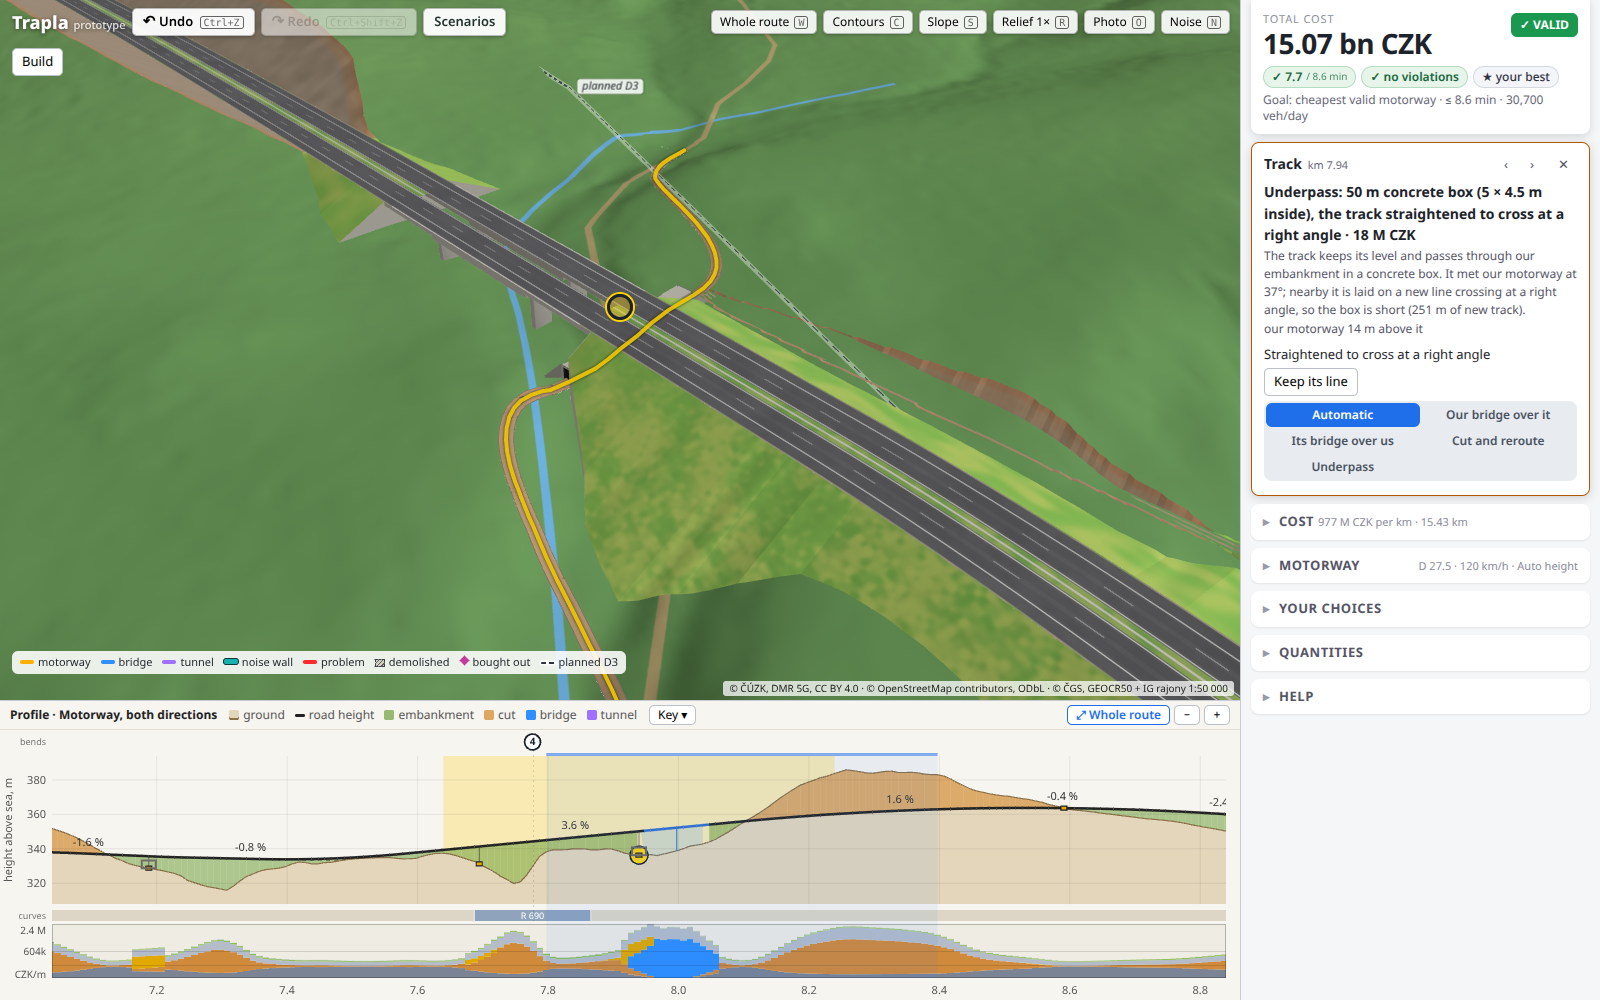 Trapla prototype
↶ Undo Ctrl+Z
↷ Redo Ctrl+Shift+Z
Scenarios
Whole route W
Contours C
Slope S
Relief 1× R
Photo O
Noise N
Build
planned D3
motorway bridge tunnel noise wall problem demolished bought out planned D3
© ČÚZK, DMR 5G, CC BY 4.0 · © OpenStreetMap contributors, ODbL · © ČGS, GEOCR50 + IG rajony 1:50 000
TOTAL COST
15.07 bn CZK
✓ VALID
✓ 7.7 / 8.6 min
✓ no violations
★ your best
Goal: cheapest valid motorway · ≤ 8.6 min · 30,700
veh/day
Track km 7.94
‹ › ✕
Underpass: 50 m concrete box (5 × 4.5 m
inside), the track straightened to cross at a
right angle · 18 M CZK
The track keeps its level and passes through our
embankment in a concrete box. It met our motorway at
37°; nearby it is laid on a new line crossing at a right
angle, so the box is short (251 m of new track).
our motorway 14 m above it
Straightened to cross at a right angle
Keep its line
Automatic
Our bridge over it
Its bridge over us
Cut and reroute
Underpass
▶ COST 977 M CZK per km · 15.43 km
▶ MOTORWAY D 27.5 · 120 km/h · Auto height
▶ YOUR CHOICES
▶ QUANTITIES
▶ HELP
Profile · Motorway, both directions
ground road height embankment cut bridge tunnel
Key ▾
⤢ Whole route
−
+
bends
4
height above sea, m
380
360
340
320
-1.6 %
-0.8 %
3.6 %
1.6 %
-0.4 %
-2.4
curves
R 690
2.4 M
604k
CZK/m
7.2 7.4 7.6 7.8 8.0 8.2 8.4 8.6 8.8